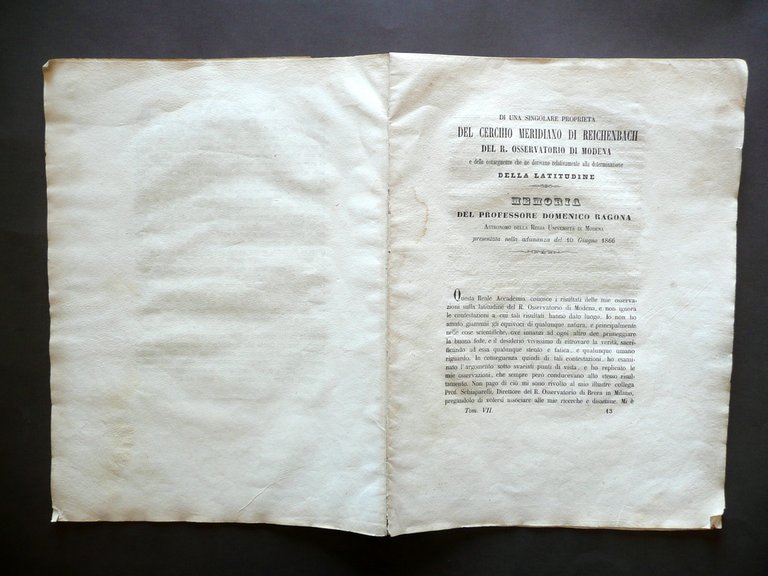 DI UNA SINGOLARE PROPRIETA
DEL CERCHIO MERIDIANO DI REICHENBACH
DEL R. OSSERVATORIO DI MODENA
e delle conseguenze che ne derivano relativamente alla determinazione
DELLA LATITUDINE
MEMORIA
DEL PROFESSORE DOMENICO RAGONA
ASTRONOMO DELLA REGIA UNIVERSITÀ DI MODENA
presentata nella adunanza del 10 Giugno 1866
Questa Reale Accademia conosce i risultati delle mie osserva-
zioni sulla latitudine del R. Osservatorio di Modena, e non ignora
le contestazioni a cui tali risultati hanno dato luogo. Io non ho
amato giammai gli equivoci di qualunque natura, e principalmente
nelle cose scientifiche, ove innanzi ad ogni altro dee primeggiare
la buona fede, e il desiderio vivissimo di ritrovare la verità, sacri-
ficando ad essa qualunque stento e fatica, e qualunque umano
riguardo. In conseguenza quindi di tali contestazioni, ho esami-
nato l'argomento sotto svariati punti di vista, e ho replicato le
mie osservazioni, che sempre però conducevano allo stesso risul-
tamento. Non pago di ciò mi sono rivolto al mio illustre collega
Prof. Schiaparelli, Direttore del R. Osservatorio di Brera in Milano,
pregandolo di volersi associare alle mie ricerche e disamine. Mi è
Tom. VII 13